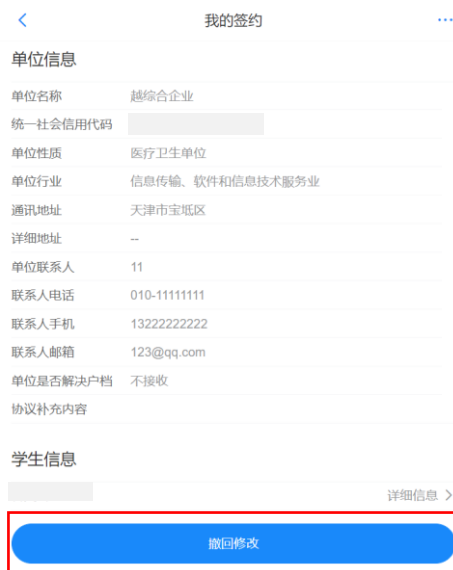 我的签约
单位信息
单位名称 越综合企业
统一社会信用代码
单位性质 医疗卫生单位
单位行业 信息传输、软件和信息技术服务业
通讯地址 天津市宝坻区
详细地址 --
单位联系人 11
联系人电话 010-11111111
联系人手机 13222222222
联系人邮箱 123@qq.com
单位是否解决户档 不接收
协议补充内容
学生信息
详细信息
撤回修改